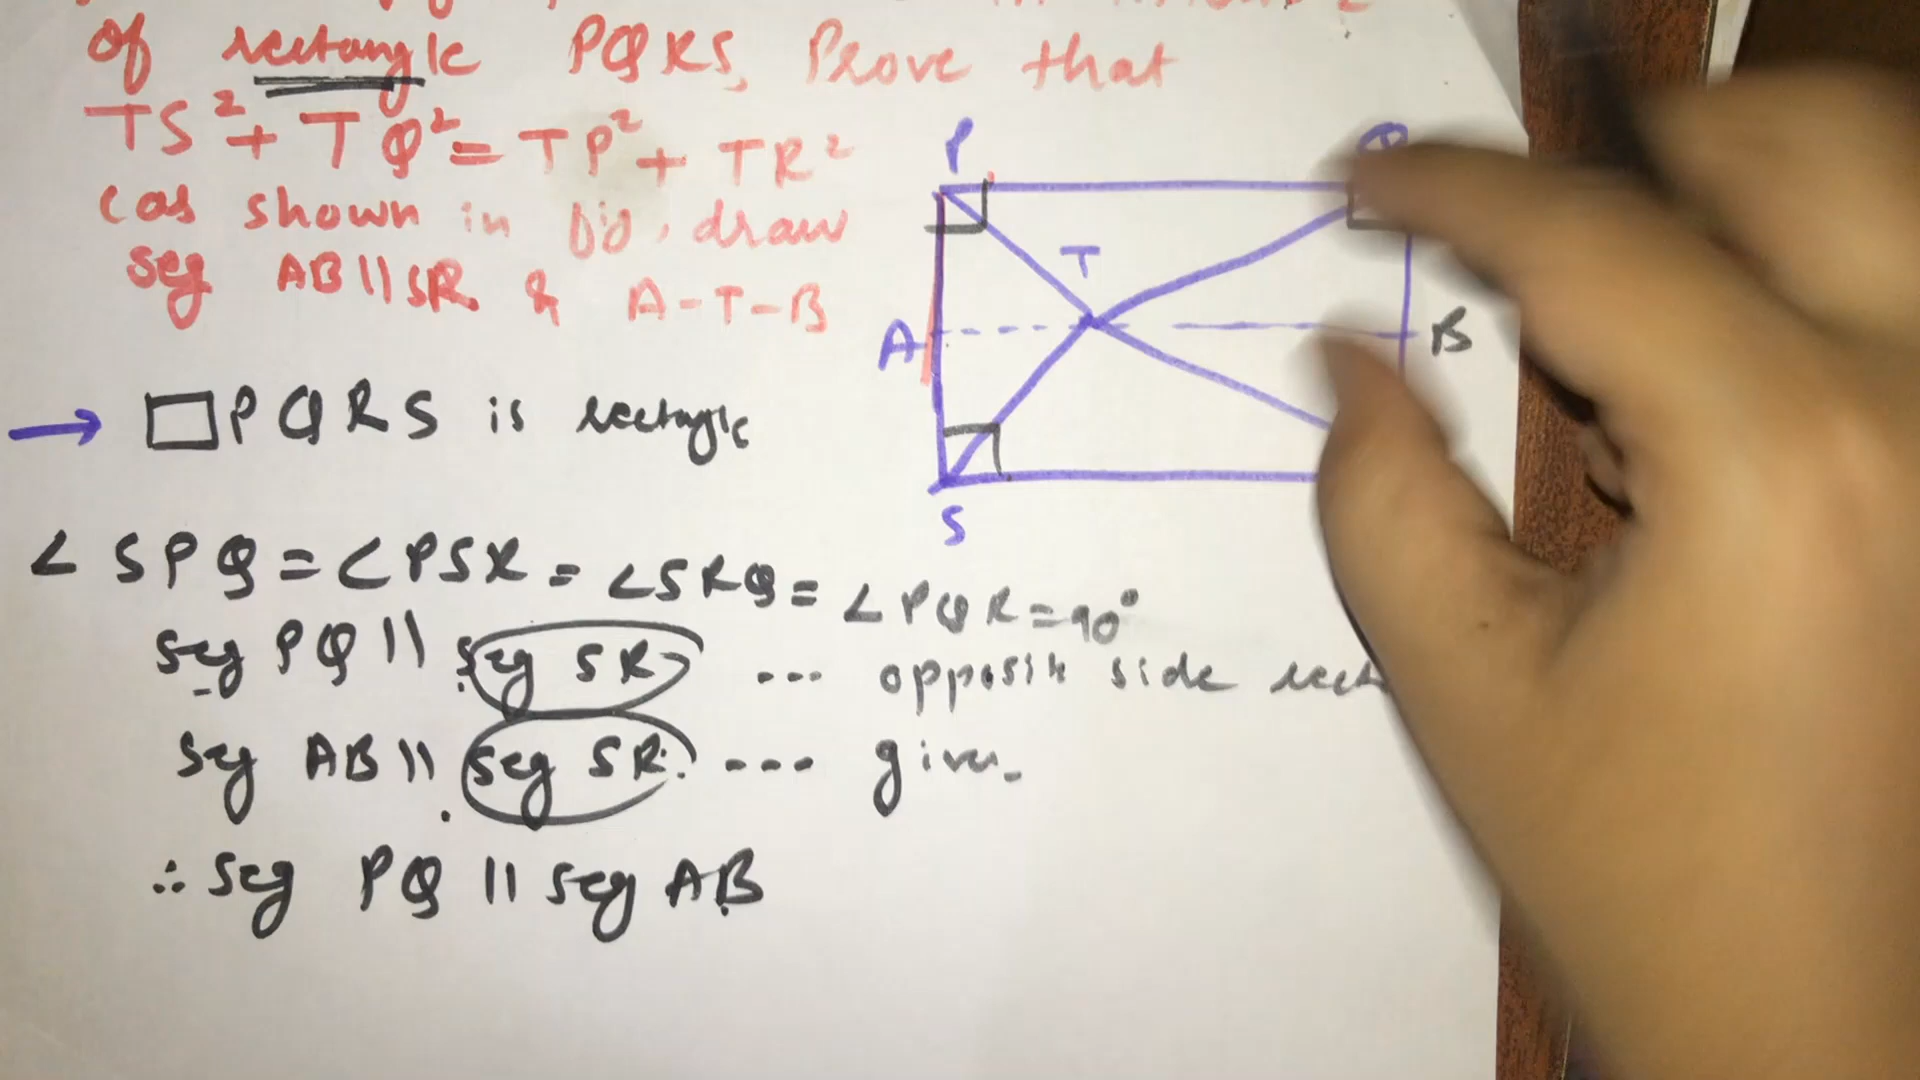 of rectangle PQRS, Prove that
TS² + TQ² = TP² + TR²
(as shown in fig, draw
seg AB || SR & A-T-B
P
Q
T
A
B
S
→ □PQRS is rectangle
∠SPQ = ∠PSR = ∠SRQ = ∠PQR = 90°
seg PQ || seg SR --- opposite side
seg AB || seg SR. --- given.
∴ seg PQ || seg AB